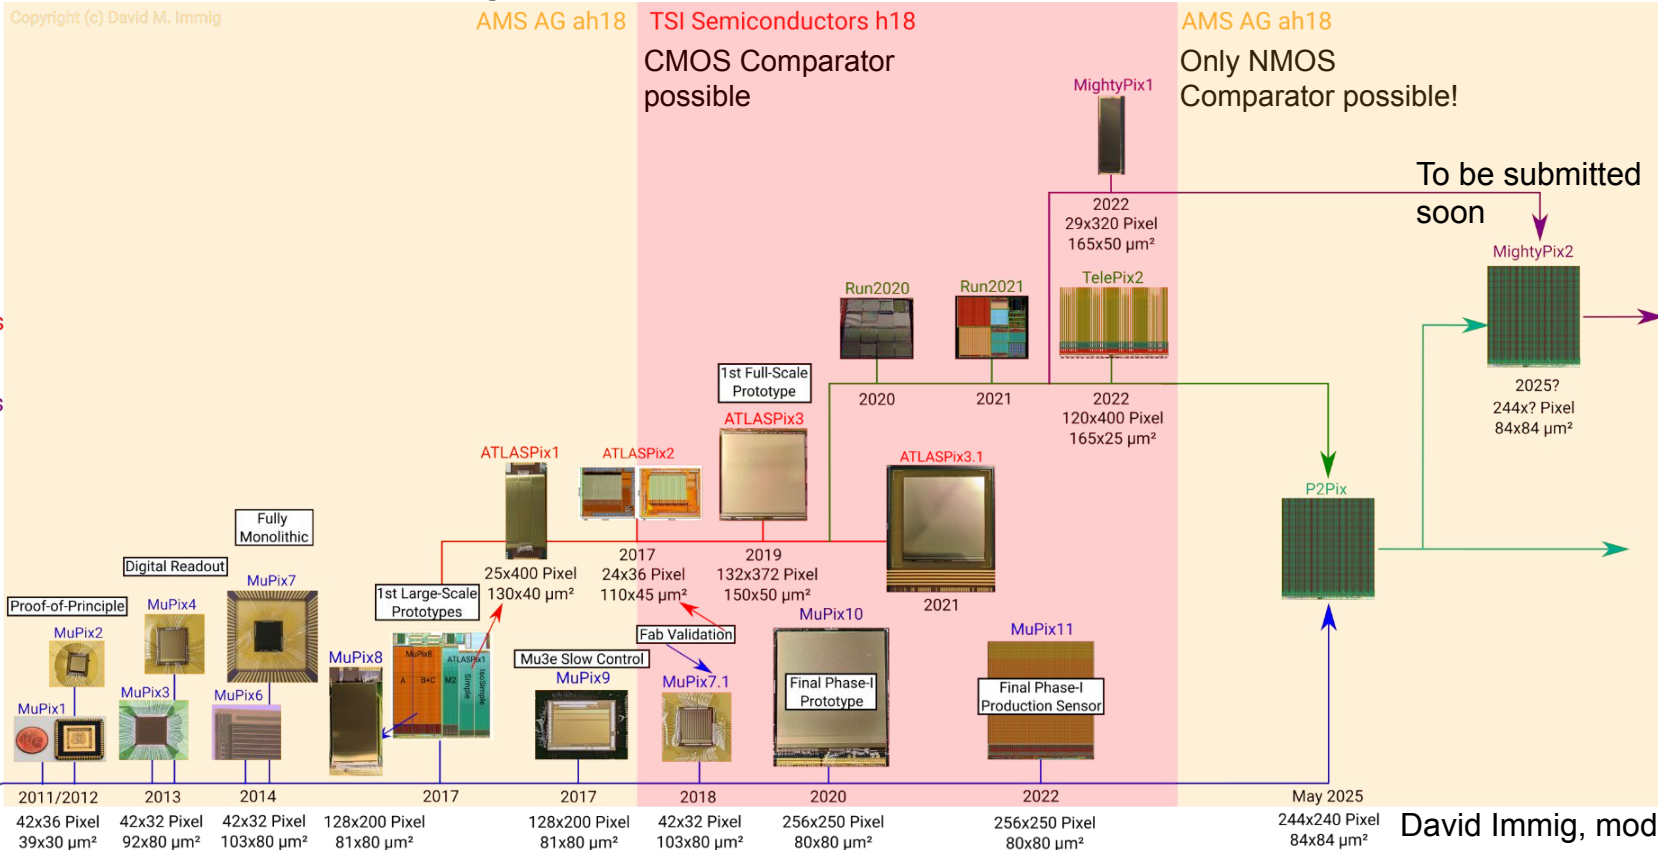 Copyright (c) David M. Immig
AMS AG ah18
TSI Semiconductors h18
AMS AG ah18
CMOS Comparator
possible
Only NMOS
Comparator possible!
MightyPix1
2022
29x320 Pixel
165x50 µm²
To be submitted
soon
MightyPix2
2025?
244x? Pixel
84x84 µm²
Run2020
2020
Run2021
2021
TelePix2
2022
120x400 Pixel
165x25 µm²
1st Full-Scale
Prototype
ATLASPix3
2019
132x372 Pixel
150x50 µm²
ATLASPix1
25x400 Pixel
130x40 µm²
ATLASPix2
2017
24x36 Pixel
110x45 µm²
ATLASPix3.1
2021
P2Pix
Fully
Monolithic
MuPix7
Digital Readout
MuPix4
Proof-of-Principle
MuPix2
MuPix1
MuPix3
MuPix6
1st Large-Scale
Prototypes
MuPix8
MuPix8
A
B+C
M2
ATLASPix1
Simple
IsoSimple
Mu3e Slow Control
MuPix9
Fab Validation
MuPix7.1
MuPix10
Final Phase-I
Prototype
MuPix11
Final Phase-I
Production Sensor
2011/2012
42x36 Pixel
39x30 µm²
2013
42x32 Pixel
92x80 µm²
2014
42x32 Pixel
103x80 µm²
2017
128x200 Pixel
81x80 µm²
2017
128x200 Pixel
81x80 µm²
2018
42x32 Pixel
103x80 µm²
2020
256x250 Pixel
80x80 µm²
2022
256x250 Pixel
80x80 µm²
May 2025
244x240 Pixel
84x84 µm²
David Immig, mod